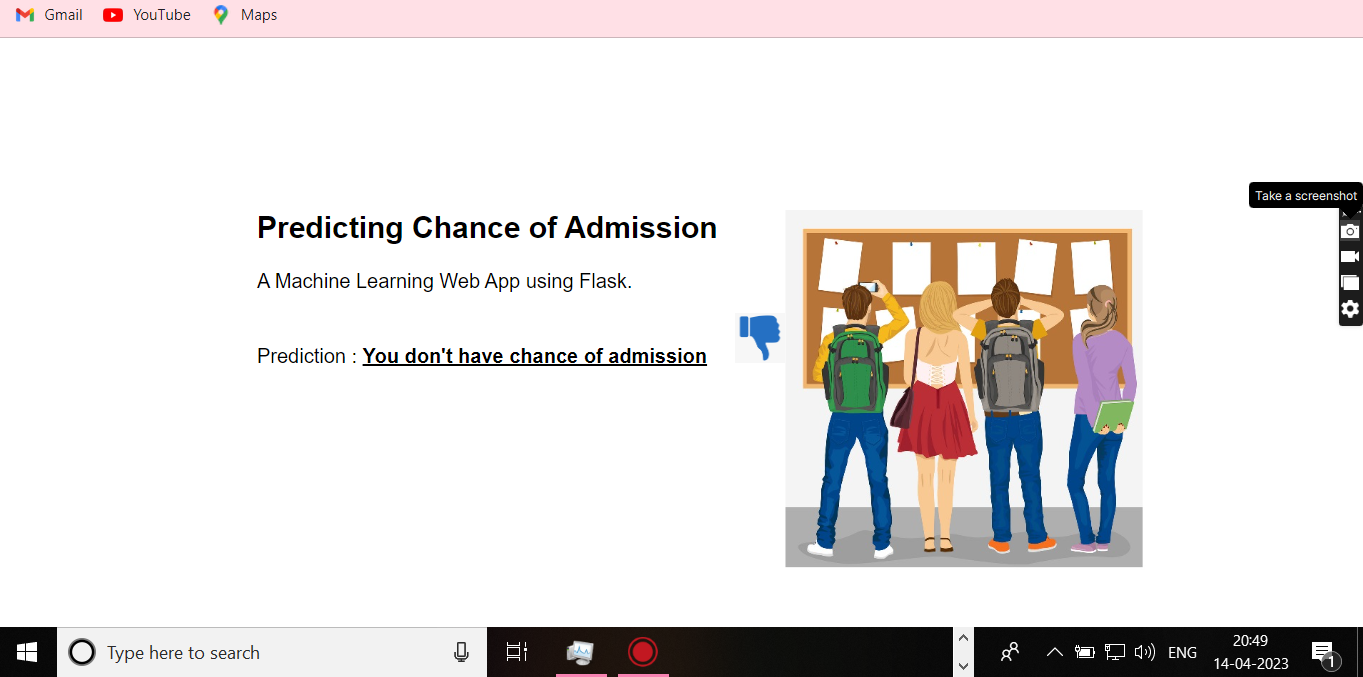 Gmail YouTube Maps
Take a screenshot
Predicting Chance of Admission
A Machine Learning Web App using Flask.
Prediction : You don't have chance of admission
Type here to search
ENG
20:49
14-04-2023
1